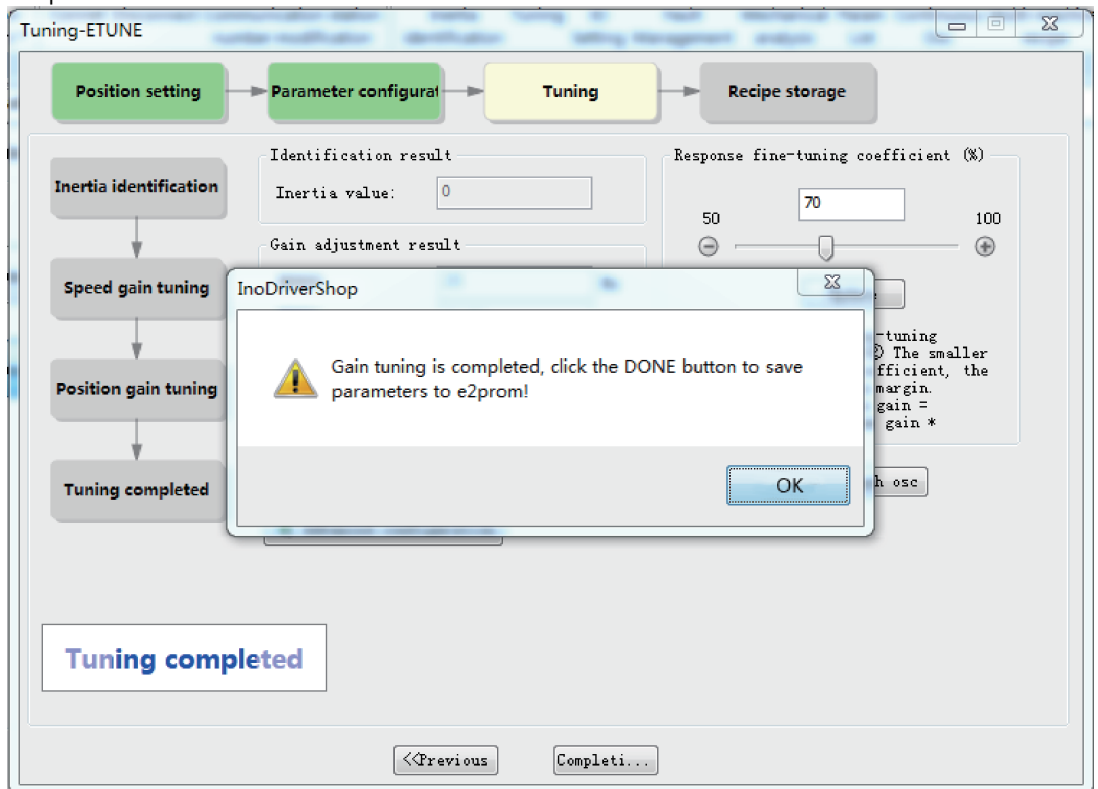 Tuning-ETUNE
Position setting
Parameter configurat
Tuning
Recipe storage
Inertia identification
Speed gain tuning
Position gain tuning
Tuning completed
Identification result
Inertia value:
0
Gain adjustment result
Response fine-tuning coefficient (%)
70
50
100
-tuning
The smaller
fficient, the
margin.
gain =
gain *
h osc
InoDriverShop
Gain tuning is completed, click the DONE button to save
parameters to e2prom!
OK
Tuning completed
<<Previous
Completi...